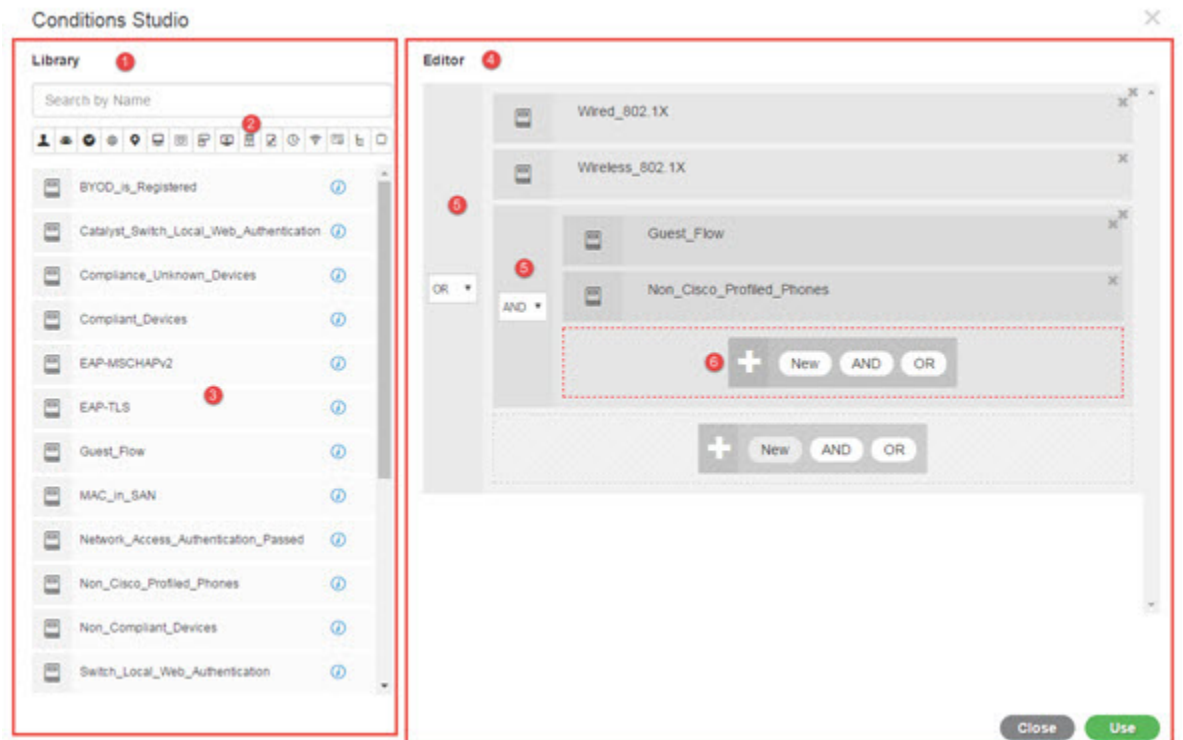 Conditions Studio
Library 1
Search by Name
2
BYOD_is_Registered
Catalyst_Switch_Local_Web_Authentication
Compliance_Unknown_Devices
Compliant_Devices
EAP-MSCHAPv2
3
EAP-TLS
Guest_Flow
MAC_in_SAN
Network_Access_Authentication_Passed
Non_Cisco_Profiled_Phones
Non_Compliant_Devices
Switch_Local_Web_Authentication
Editor 4
Wired_802.1X
Wireless_802.1X
5
OR
5
AND
Guest_Flow
Non_Cisco_Profiled_Phones
6 New AND OR
New AND OR
Close Use